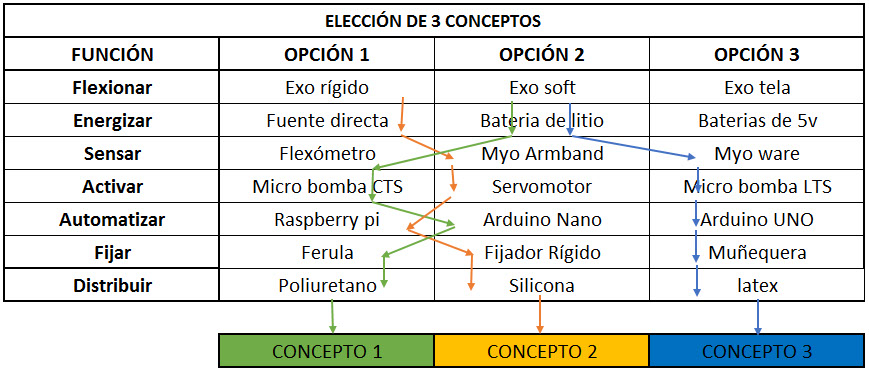 ELECCIÓN DE 3 CONCEPTOS
FUNCIÓN OPCIÓN 1 OPCIÓN 2 OPCIÓN 3
Flexionar Exo rígido Exo soft Exo tela
Energizar Fuente directa Bateria de litio Baterias de 5v
Sensar Flexómetro Myo Armband Myo ware
Activar Micro bomba CTS Servomotor Micro bomba LTS
Automatizar Raspberry pi Arduino Nano Arduino UNO
Fijar Ferula Fijador Rígido Muñequera
Distribuir Poliuretano Silicona latex
CONCEPTO 1 CONCEPTO 2 CONCEPTO 3